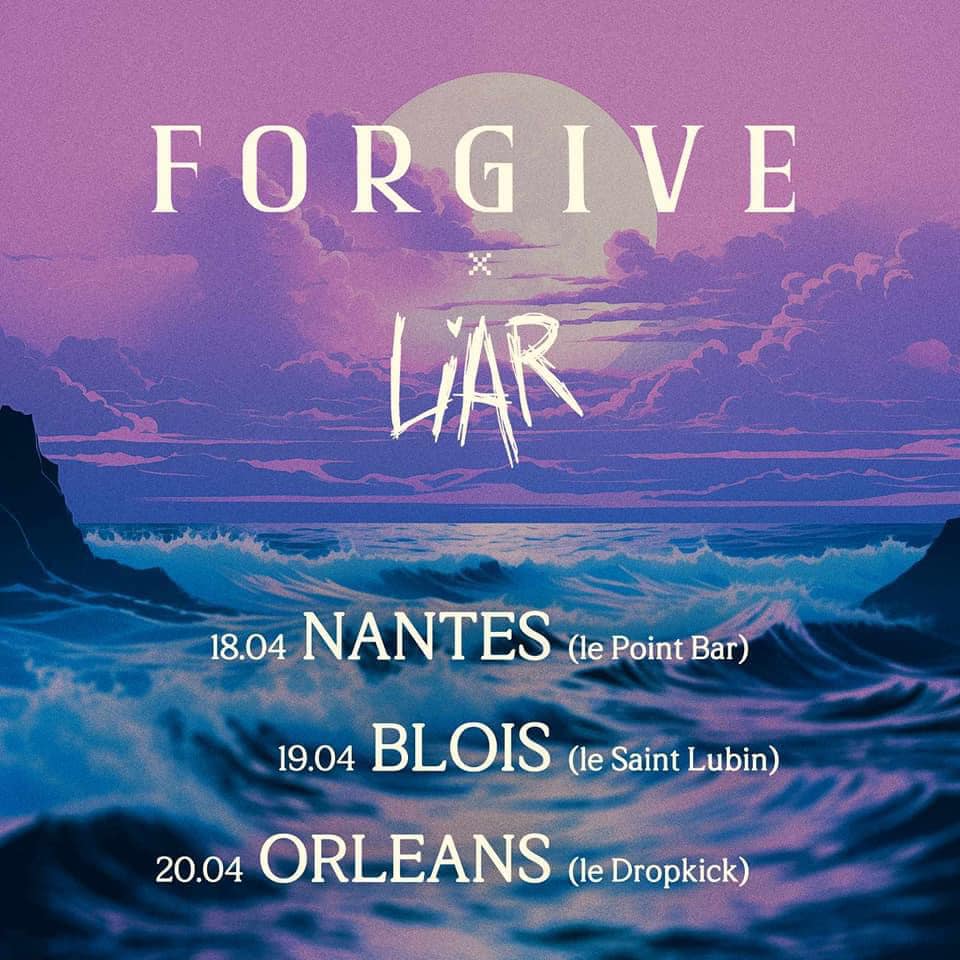 FORGIVE
x
LiAR
18.04 NANTES (le Point Bar)
19.04 BLOIS (le Saint Lubin)
20.04 ORLEANS (le Dropkick)